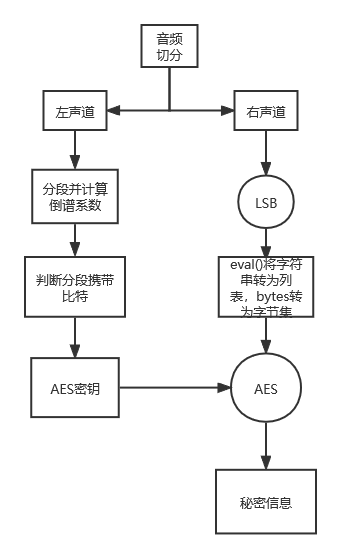 音频
切分
左声道
右声道
分段并计算
倒谱系数
LSB
判断分段携带
比特
eval()将字符
串转为列
表，bytes转
为字节集
AES密钥
AES
秘密信息